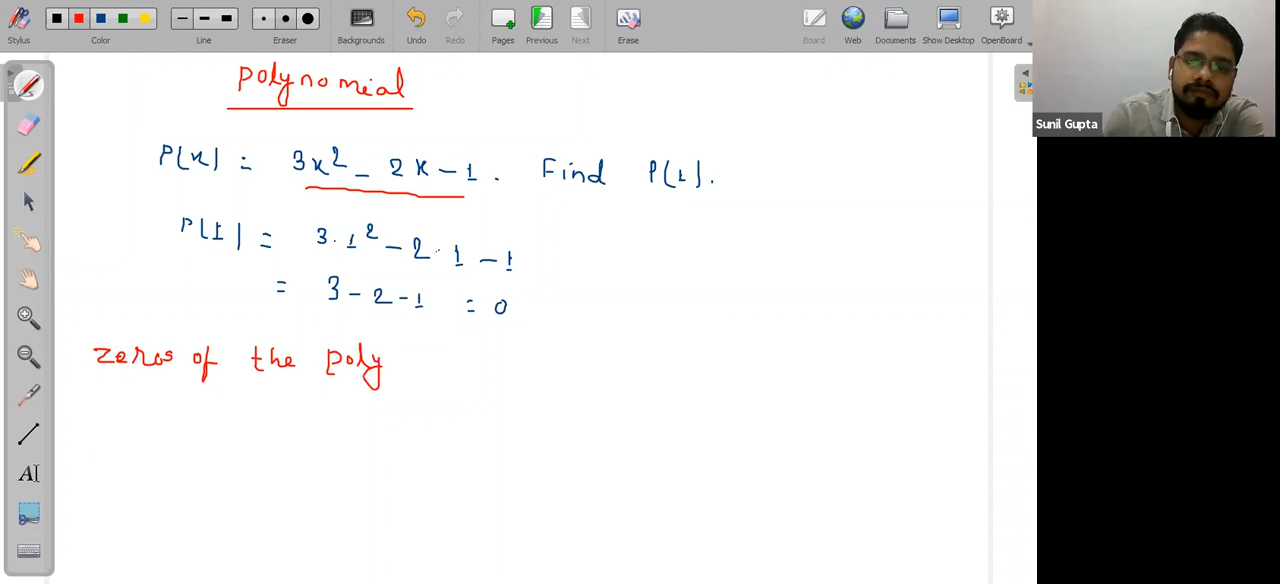 Stylus Color Line Eraser Backgrounds Undo Redo Pages Previous Next Erase Board Web Documents Show Desktop OpenBoard
Sunil Gupta
Polynomial
P(x) = 3x² - 2x - 1. Find P(1).
P(1) = 3·1² - 2·1 - 1
= 3 - 2 - 1 = 0
zeros of the poly